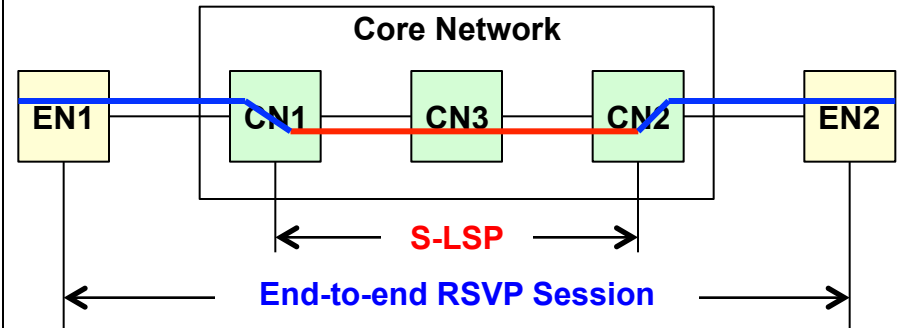 Core Network
EN1 CN1 CN3 CN2 EN2
S-LSP
End-to-end RSVP Session